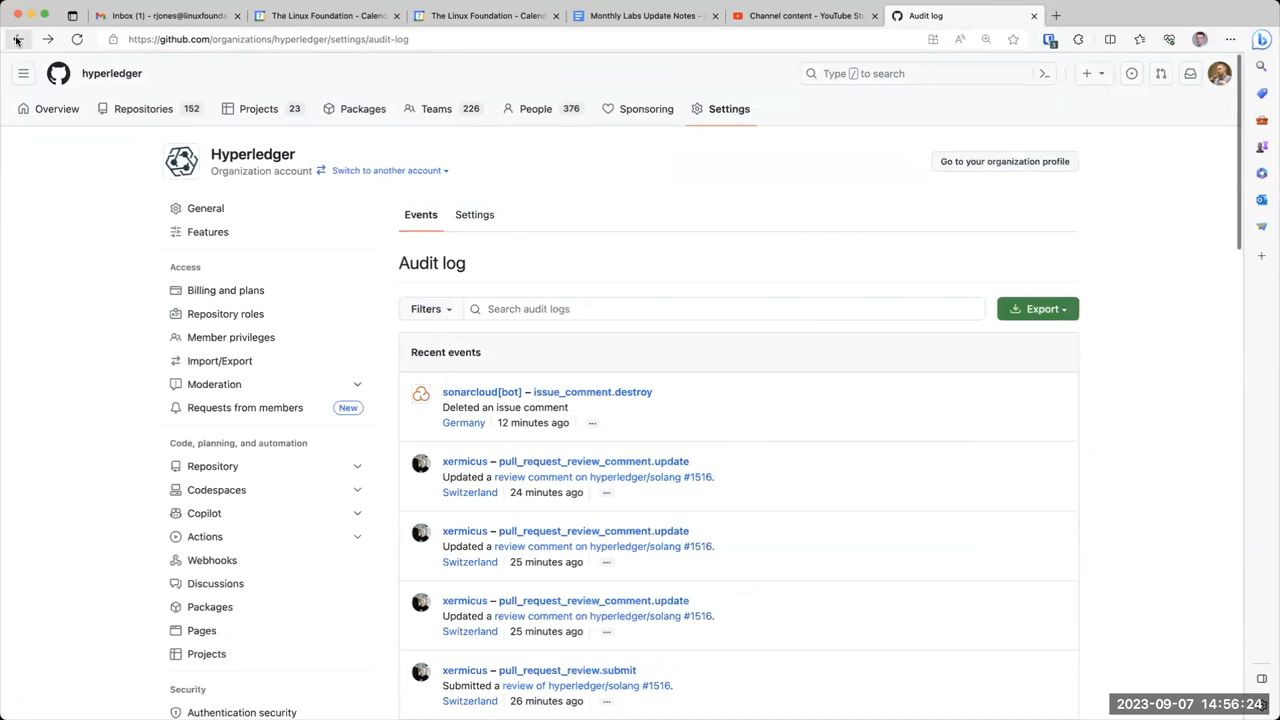 Inbox (1) - rjones@linuxfounda
The Linux Foundation - Calend
The Linux Foundation - Calend
Monthly Labs Update Notes -
Channel content - YouTube St
Audit log
https://github.com/organizations/hyperledger/settings/audit-log
hyperledger
Type / to search
Overview
Repositories 152
Projects 23
Packages
Teams 226
People 376
Sponsoring
Settings
Hyperledger
Organization account
Switch to another account
Go to your organization profile
General
Features
Access
Billing and plans
Repository roles
Member privileges
Import/Export
Moderation
Requests from members New
Code, planning, and automation
Repository
Codespaces
Copilot
Actions
Webhooks
Discussions
Packages
Pages
Projects
Security
Authentication security
Events Settings
Audit log
Filters
Search audit logs
Export
Recent events
sonarcloud[bot] – issue_comment.destroy
Deleted an issue comment
Germany 12 minutes ago ...
xermicus – pull_request_review_comment.update
Updated a review comment on hyperledger/solang #1516.
Switzerland 24 minutes ago ...
xermicus – pull_request_review_comment.update
Updated a review comment on hyperledger/solang #1516.
Switzerland 25 minutes ago ...
xermicus – pull_request_review_comment.update
Updated a review comment on hyperledger/solang #1516.
Switzerland 25 minutes ago ...
xermicus – pull_request_review.submit
Submitted a review of hyperledger/solang #1516.
Switzerland 26 minutes ago ...
2023-09-07 14:56:24